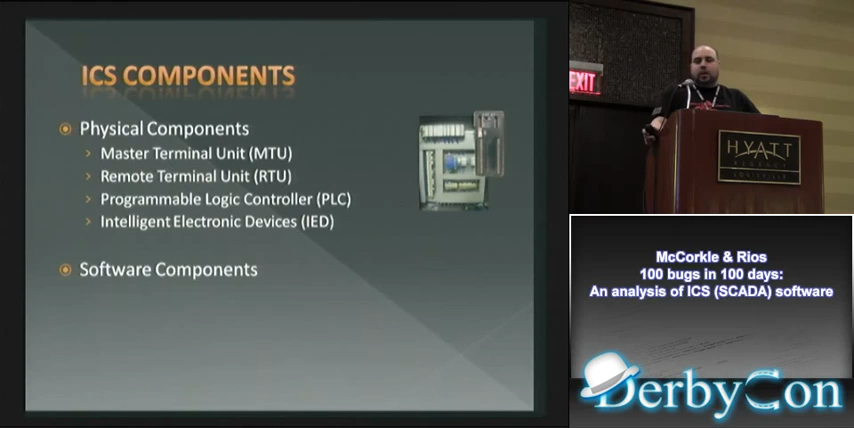 ICS COMPONENTS
Physical Components
Master Terminal Unit (MTU)
Remote Terminal Unit (RTU)
Programmable Logic Controller (PLC)
Intelligent Electronic Devices (IED)
Software Components
EXIT
HYATT
REGENCY
LOUISVILLE
McCorkle & Rios
100 bugs in 100 days:
An analysis of ICS (SCADA) software
DerbyCon